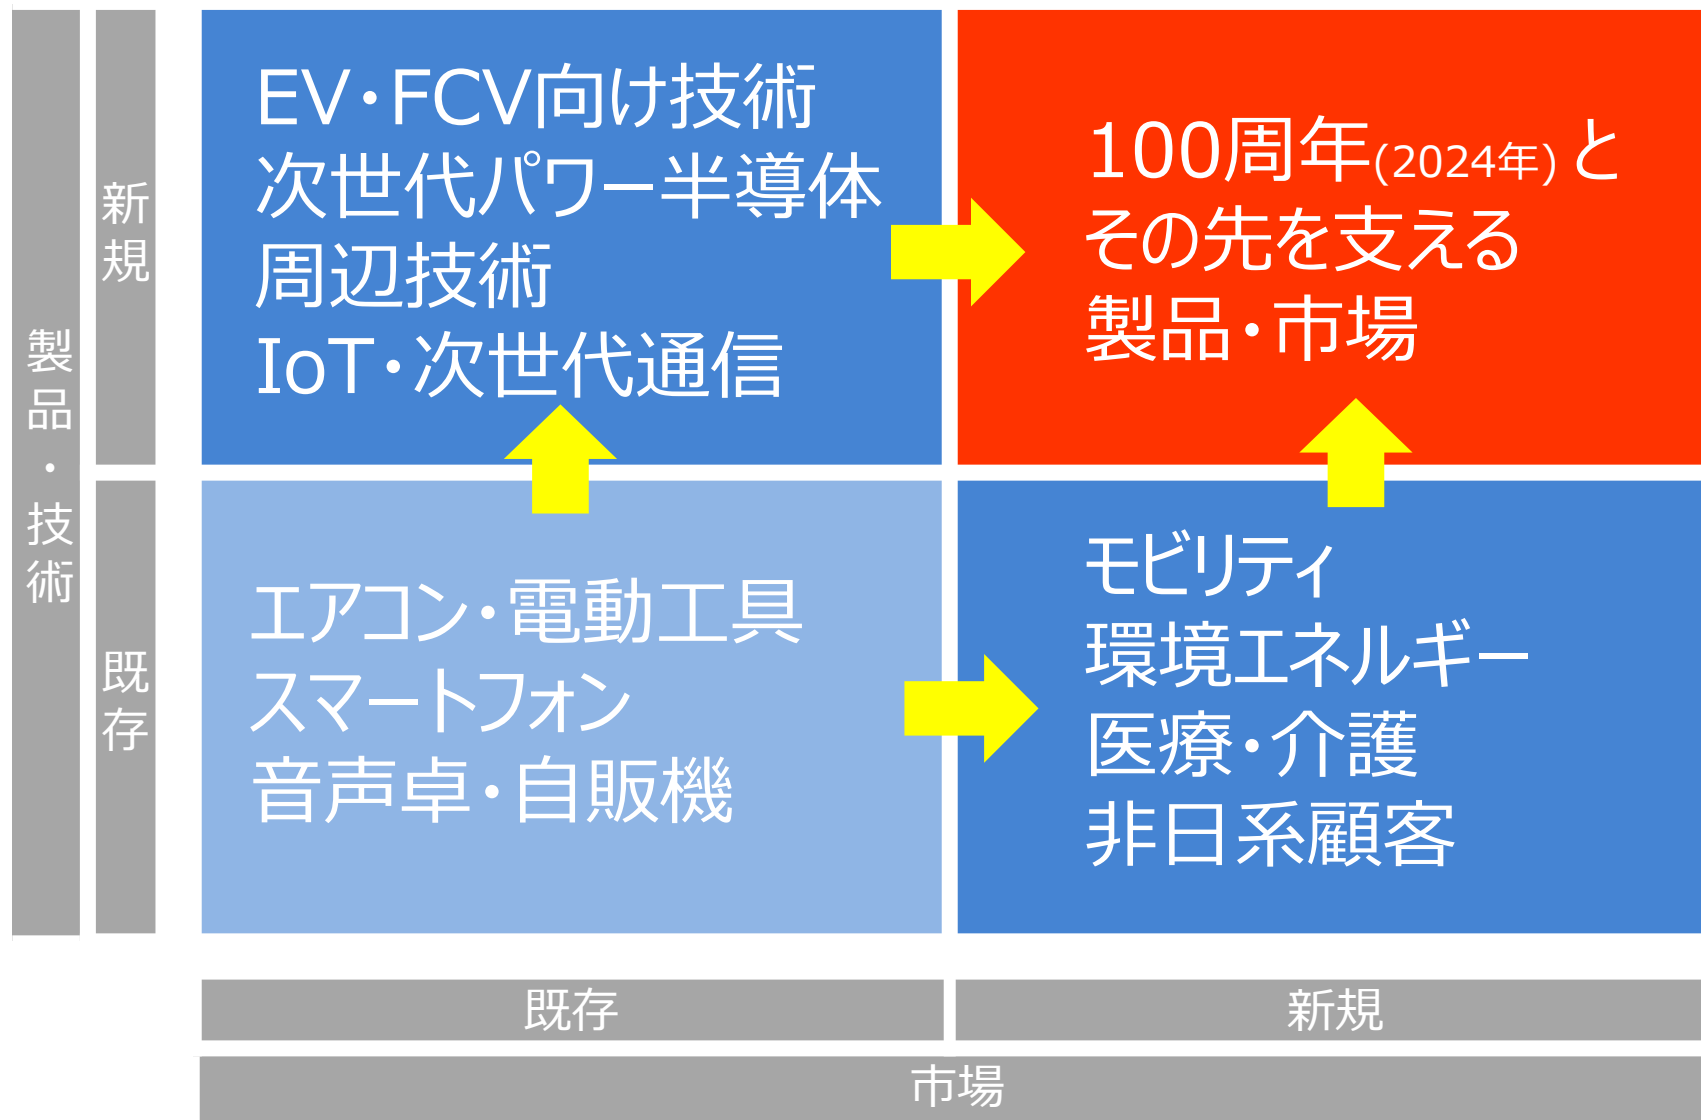 製品・技術
新規
EV・FCV向け技術
次世代パワー半導体
周辺技術
IoT・次世代通信
100周年(2024年)と
その先を支える
製品・市場
既存
エアコン・電動工具
スマートフォン
音声卓・自販機
モビリティ
環境エネルギー
医療・介護
非日系顧客
既存
新規
市場